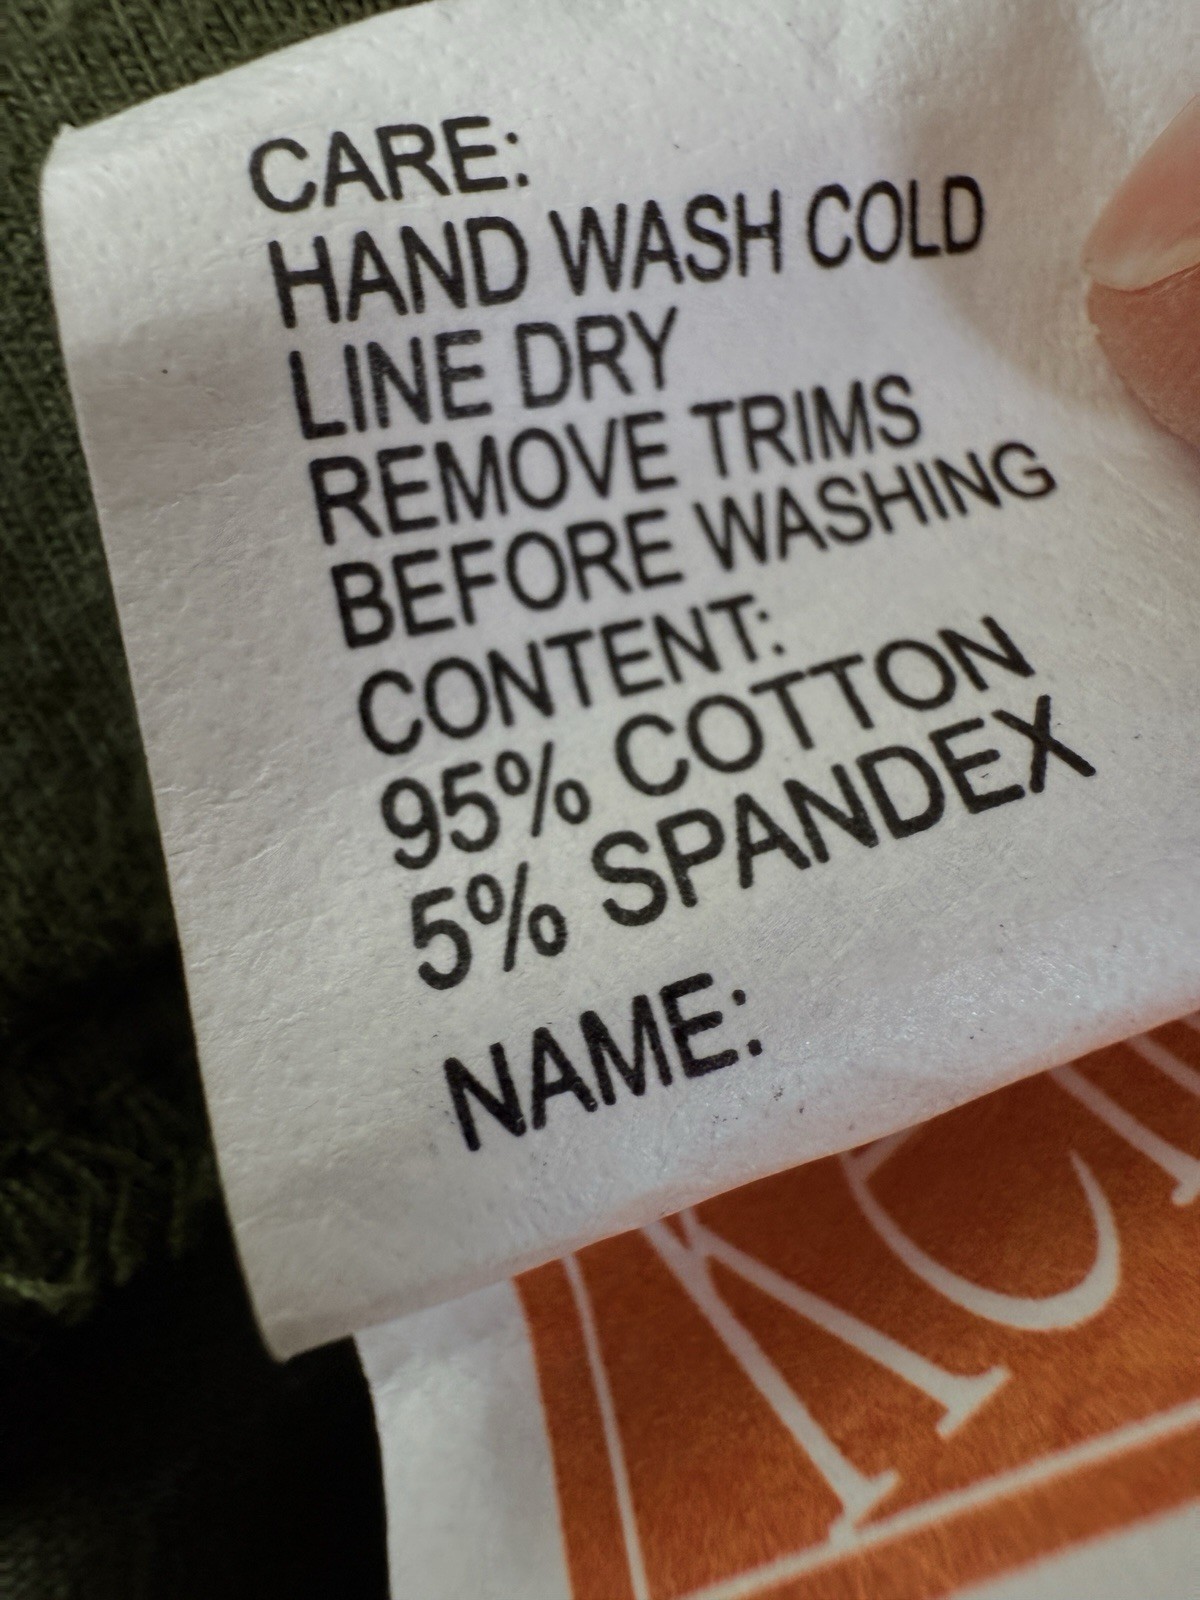 CARE:
HAND WASH COLD
LINE DRY
REMOVE TRIMS
BEFORE WASHING
CONTENT:
95% COTTON
5% SPANDEX
NAME: